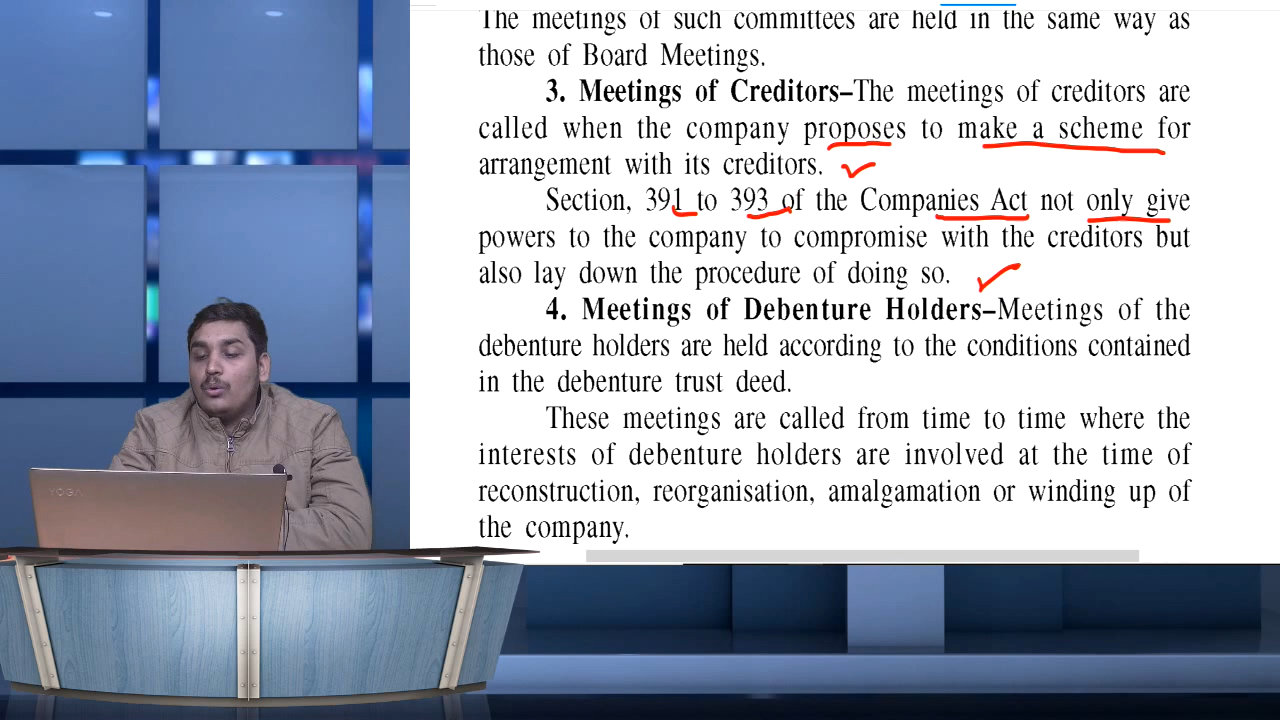 The meetings of such committees are held in the same way as
those of Board Meetings.
3. Meetings of Creditors–The meetings of creditors are
called when the company proposes to make a scheme for
arrangement with its creditors.
Section, 391 to 393 of the Companies Act not only give
powers to the company to compromise with the creditors but
also lay down the procedure of doing so.
4. Meetings of Debenture Holders–Meetings of the
debenture holders are held according to the conditions contained
in the debenture trust deed.
These meetings are called from time to time where the
interests of debenture holders are involved at the time of
reconstruction, reorganisation, amalgamation or winding up of
the company.
YOGA